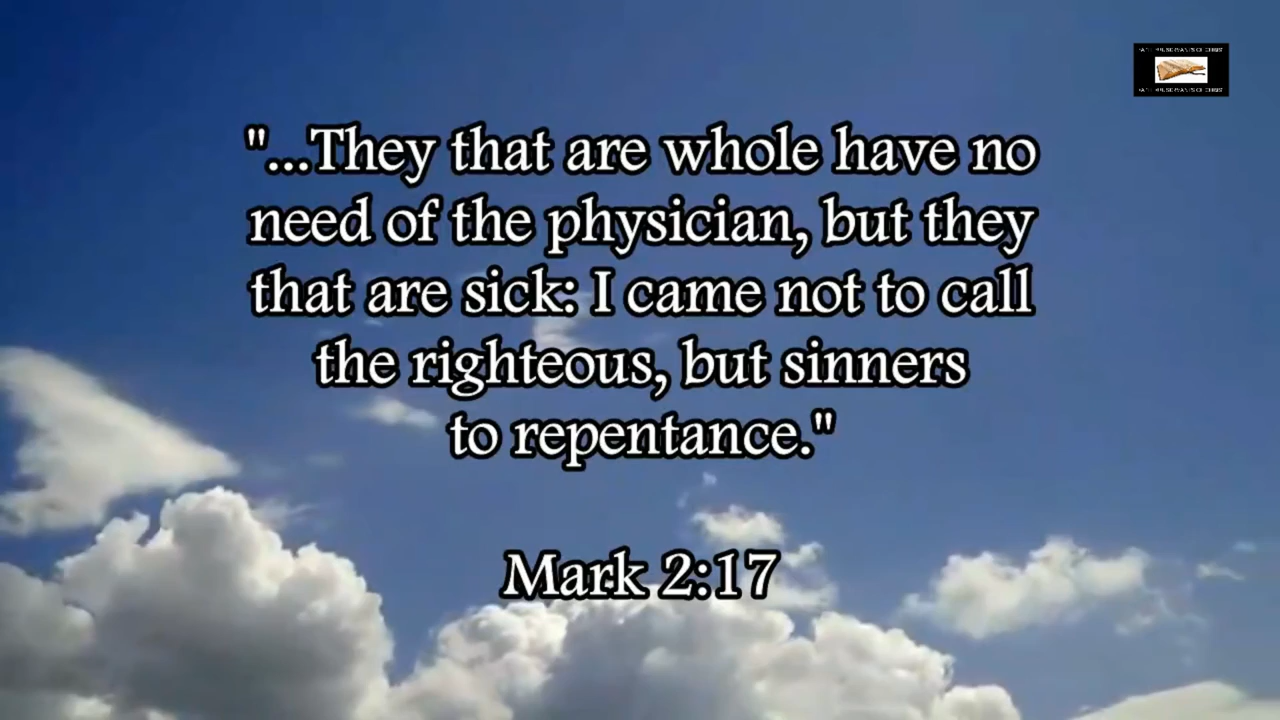 "...They that are whole have no
need of the physician, but they
that are sick: I came not to call
the righteous, but sinners
to repentance."
Mark 2:17